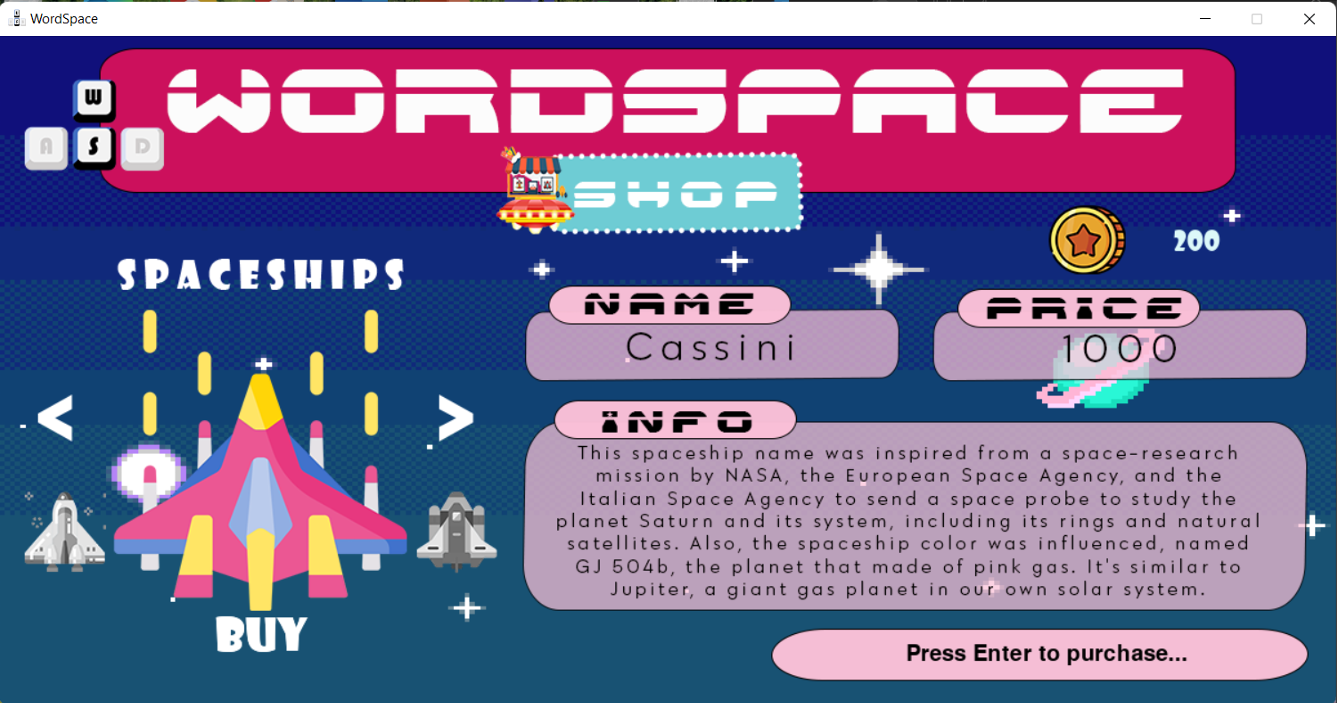 WordSpace
WORDSPACE
W
A S D
SHOP
200
SPACESHIPS
NAME
Cassini
PRICE
1000
< >
INFO
This spaceship name was inspired from a space-research
mission by NASA, the European Space Agency, and the
Italian Space Agency to send a space probe to study the
planet Saturn and its system, including its rings and natural
satellites. Also, the spaceship color was influenced, named
GJ 504b, the planet that made of pink gas. It's similar to
Jupiter, a giant gas planet in our own solar system.
BUY
Press Enter to purchase...